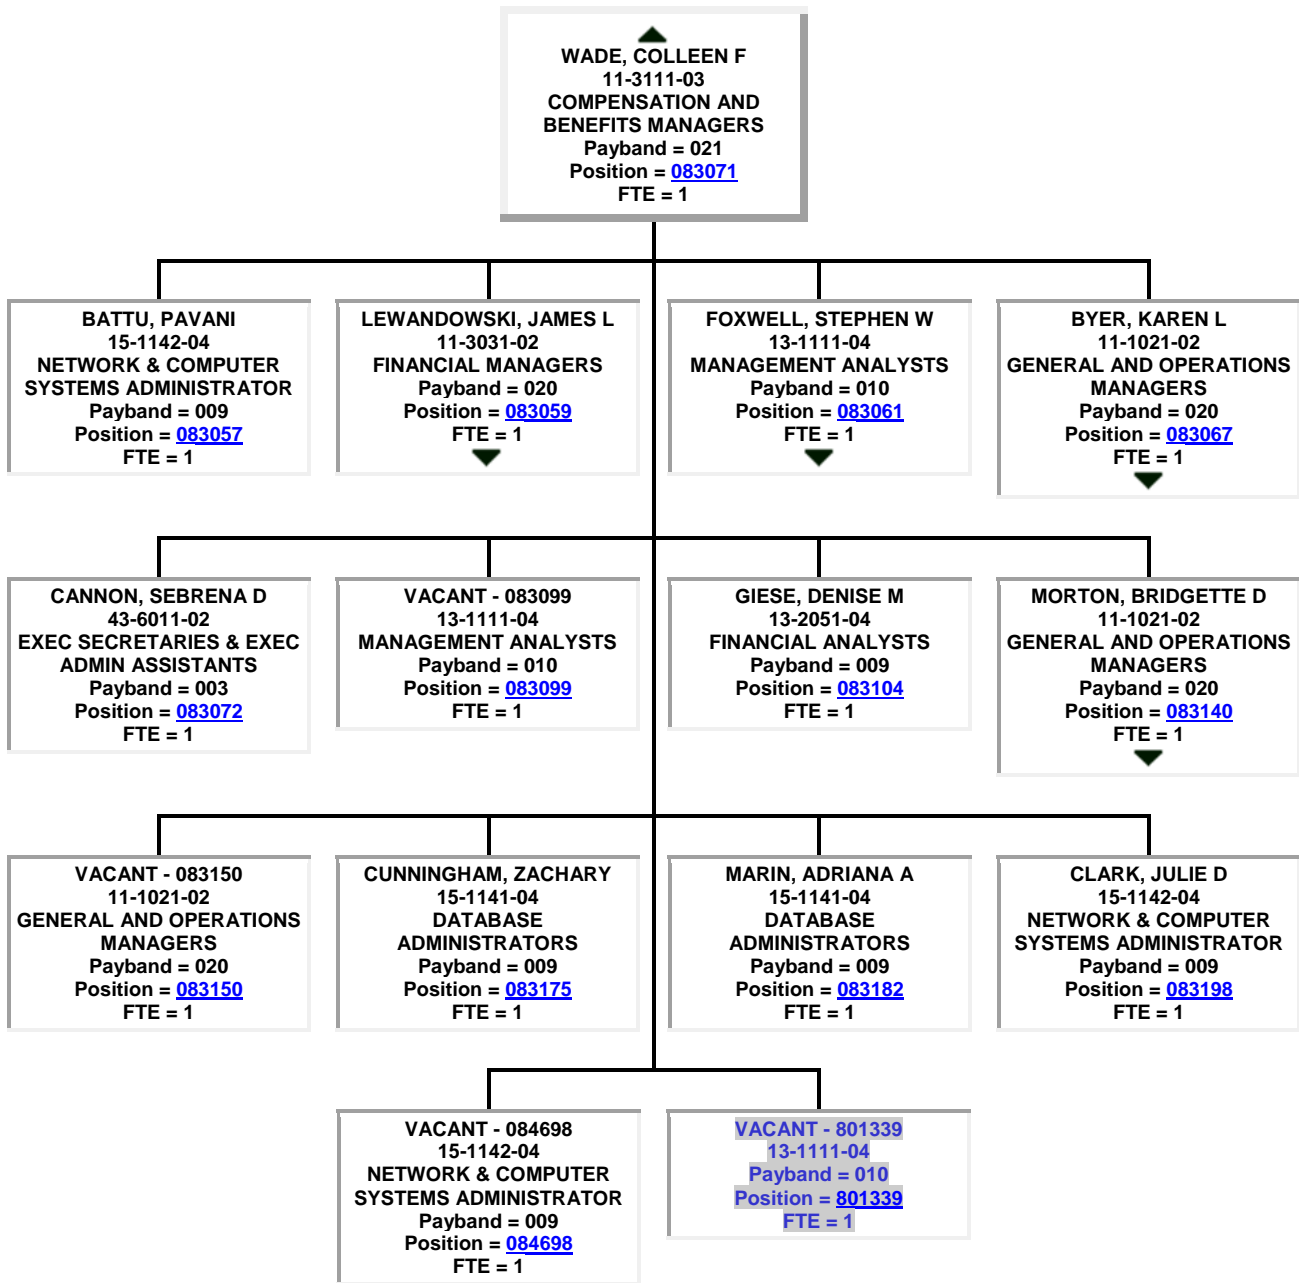 WADE, COLLEEN F
11-3111-03
COMPENSATION AND
BENEFITS MANAGERS
Payband = 021
Position = 083071
FTE = 1
BATTU, PAVANI
15-1142-04
NETWORK & COMPUTER
SYSTEMS ADMINISTRATOR
Payband = 009
Position = 083057
FTE = 1
LEWANDOWSKI, JAMES L
11-3031-02
FINANCIAL MANAGERS
Payband = 020
Position = 083059
FTE = 1
FOXWELL, STEPHEN W
13-1111-04
MANAGEMENT ANALYSTS
Payband = 010
Position = 083061
FTE = 1
BYER, KAREN L
11-1021-02
GENERAL AND OPERATIONS
MANAGERS
Payband = 020
Position = 083067
FTE = 1
CANNON, SEBRENA D
43-6011-02
EXEC SECRETARIES & EXEC
ADMIN ASSISTANTS
Payband = 003
Position = 083072
FTE = 1
VACANT - 083099
13-1111-04
MANAGEMENT ANALYSTS
Payband = 010
Position = 083099
FTE = 1
GIESE, DENISE M
13-2051-04
FINANCIAL ANALYSTS
Payband = 009
Position = 083104
FTE = 1
MORTON, BRIDGETTE D
11-1021-02
GENERAL AND OPERATIONS
MANAGERS
Payband = 020
Position = 083140
FTE = 1
VACANT - 083150
11-1021-02
GENERAL AND OPERATIONS
MANAGERS
Payband = 020
Position = 083150
FTE = 1
CUNNINGHAM, ZACHARY
15-1141-04
DATABASE
ADMINISTRATORS
Payband = 009
Position = 083175
FTE = 1
MARIN, ADRIANA A
15-1141-04
DATABASE
ADMINISTRATORS
Payband = 009
Position = 083182
FTE = 1
CLARK, JULIE D
15-1142-04
NETWORK & COMPUTER
SYSTEMS ADMINISTRATOR
Payband = 009
Position = 083198
FTE = 1
VACANT - 084698
15-1142-04
NETWORK & COMPUTER
SYSTEMS ADMINISTRATOR
Payband = 009
Position = 084698
FTE = 1
VACANT - 801339
13-1111-04
Payband = 010
Position = 801339
FTE = 1